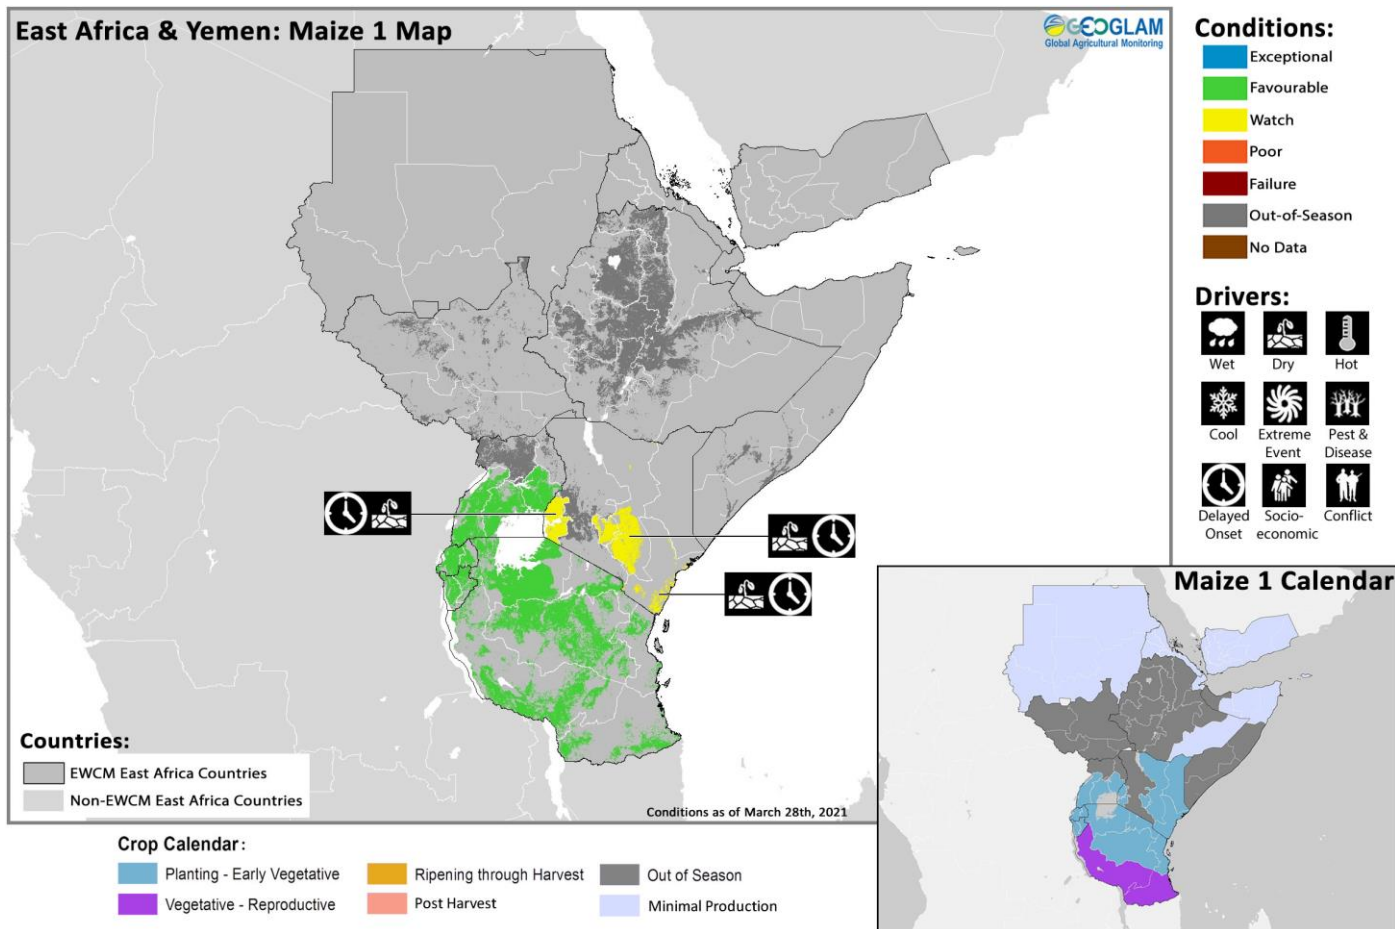 East Africa & Yemen: Maize 1 Map
GEOGLAM
Global Agricultural Monitoring
Conditions:
Exceptional
Favourable
Watch
Poor
Failure
Out-of-Season
No Data
Drivers:
Wet
Dry
Hot
Cool
Extreme
Event
Pest &
Disease
Delayed
Onset
Socio-
economic
Conflict
Countries:
EWCM East Africa Countries
Non-EWCM East Africa Countries
Conditions as of March 28th, 2021
Maize 1 Calendar
Crop Calendar:
Planting - Early Vegetative
Ripening through Harvest
Out of Season
Vegetative - Reproductive
Post Harvest
Minimal Production